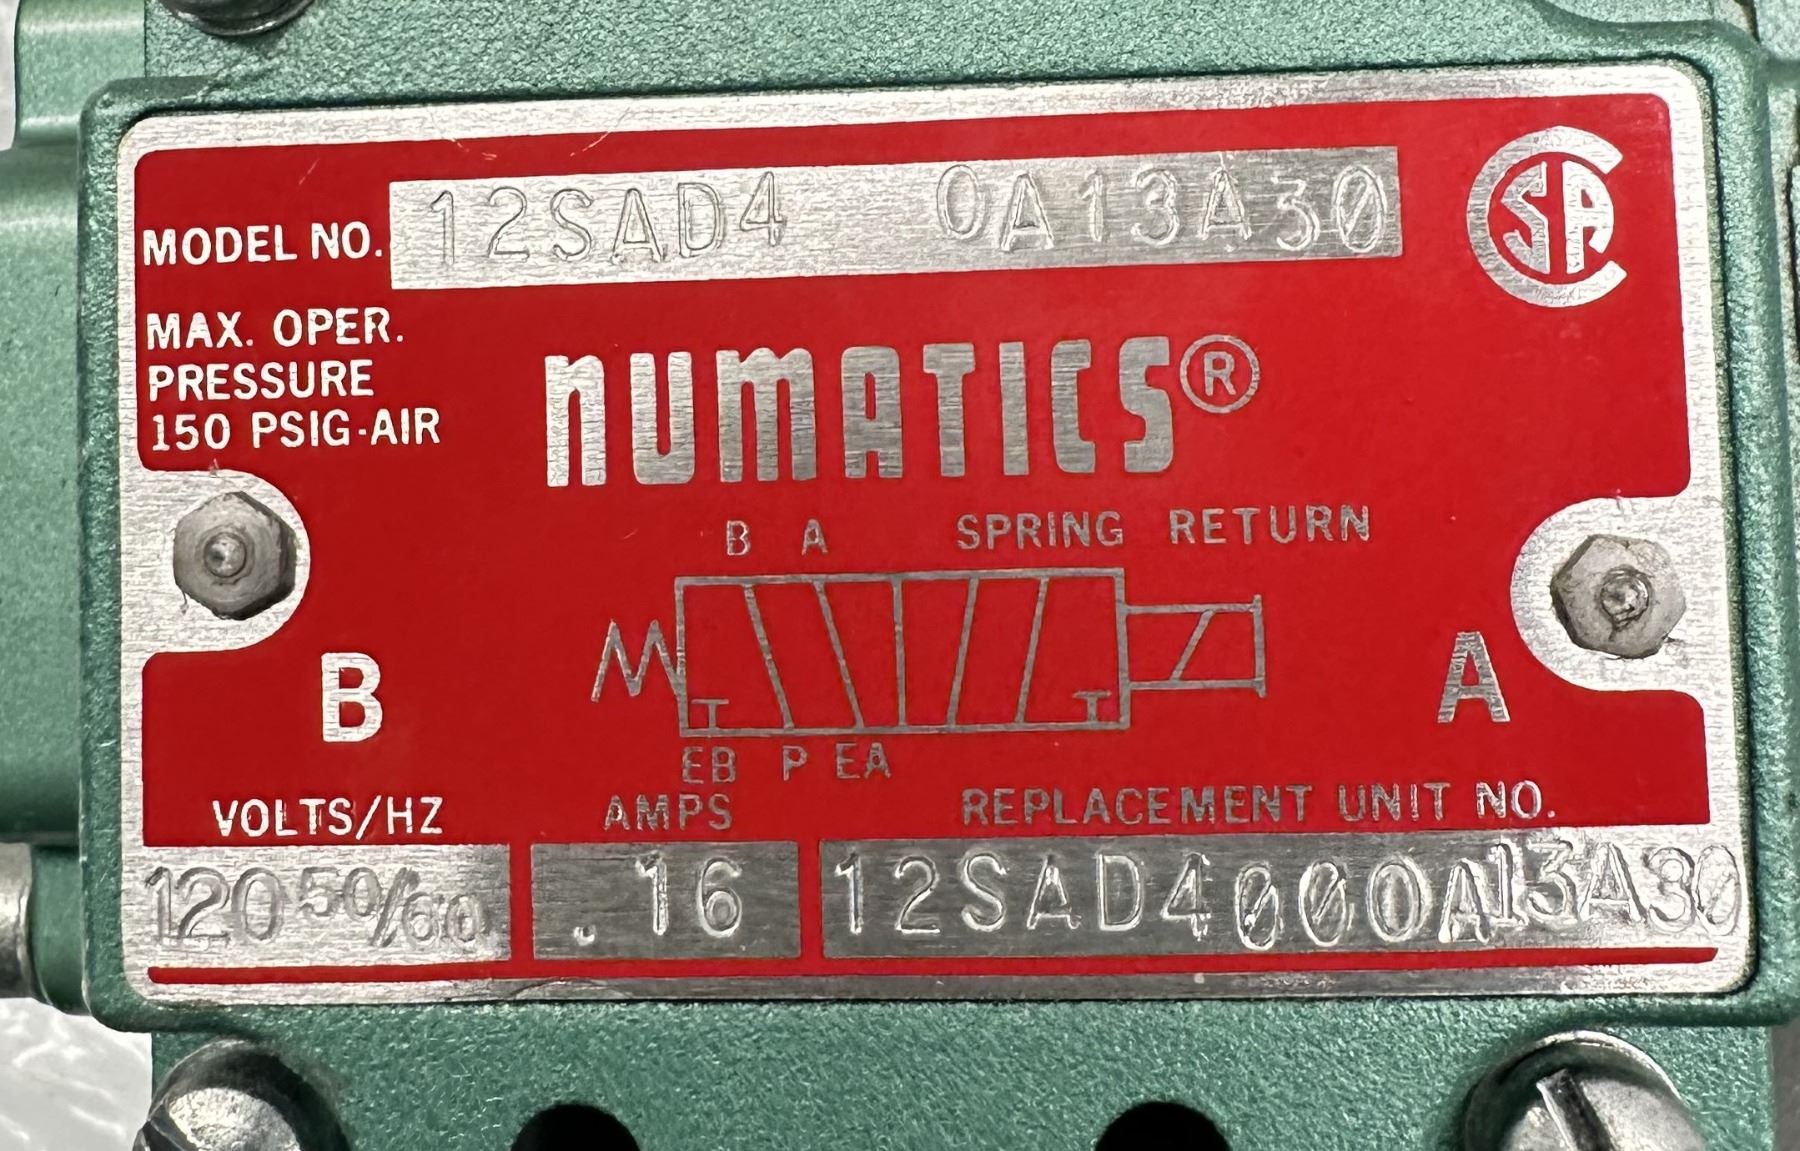 MODEL NO. 12SAD4 0A13A30
CSA
MAX. OPER.
PRESSURE
150 PSIG-AIR
numatics®
B A SPRING RETURN
B A
EB P EA
VOLTS/HZ AMPS REPLACEMENT UNIT NO.
120 50/60 .16 12SAD4000A13A30